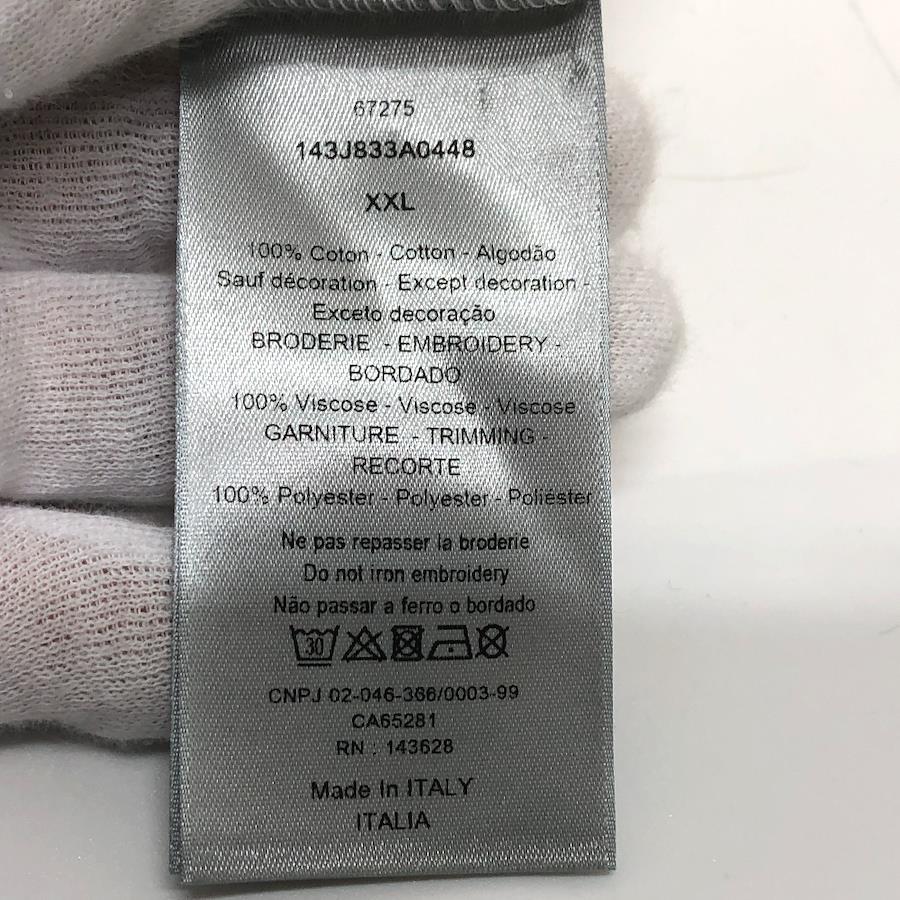 67275
143J833A0448
XXL
100% Coton - Cotton - Algodão
Sauf décoration - Except decoration -
Exceto decoração
BRODERIE - EMBROIDERY -
BORDADO
100% Viscose - Viscose - Viscose
GARNITURE - TRIMMING -
RECORTE
100% Polyester - Polyester - Poliéster
Ne pas repasser la broderie
Do not iron embroidery
Não passar a ferro o bordado
30
CNPJ 02-046-366/0003-99
CA65281
RN : 143628
Made In ITALY
ITALIA